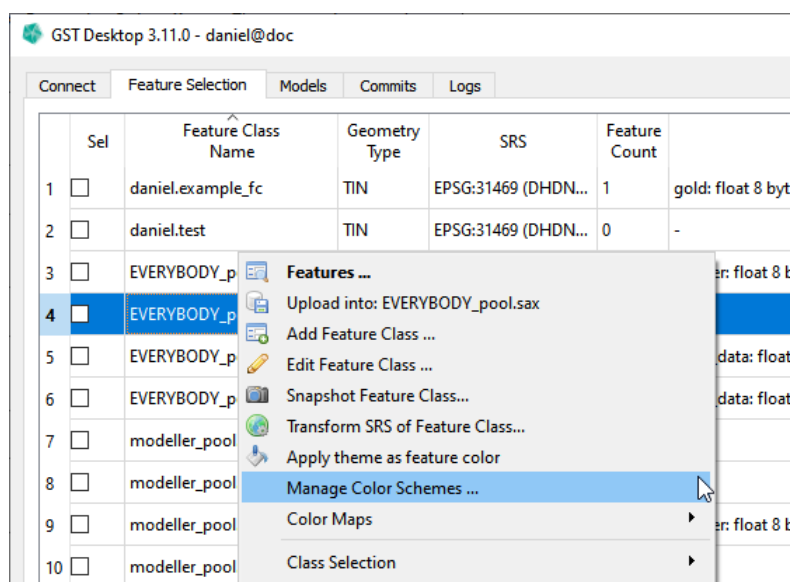 GST Desktop 3.11.0 - daniel@doc
Connect Feature Selection Models Commits Logs
Sel Feature Class Name Geometry Type SRS Feature Count
1 daniel.example_fc TIN EPSG:31469 (DHDN... 1 gold: float 8 byt
2 daniel.test TIN EPSG:31469 (DHDN... 0 -
3 EVERYBODY_p er: float 8 b
4 EVERYBODY_p
5 EVERYBODY_p _data: float
6 EVERYBODY_p _data: float
7 modeller_pool
8 modeller_pool
9 modeller_pool er: float 8 b
10 modeller_pool
Features ...
Upload into: EVERYBODY_pool.sax
Add Feature Class ...
Edit Feature Class ...
Snapshot Feature Class...
Transform SRS of Feature Class...
Apply theme as feature color
Manage Color Schemes ...
Color Maps
Class Selection